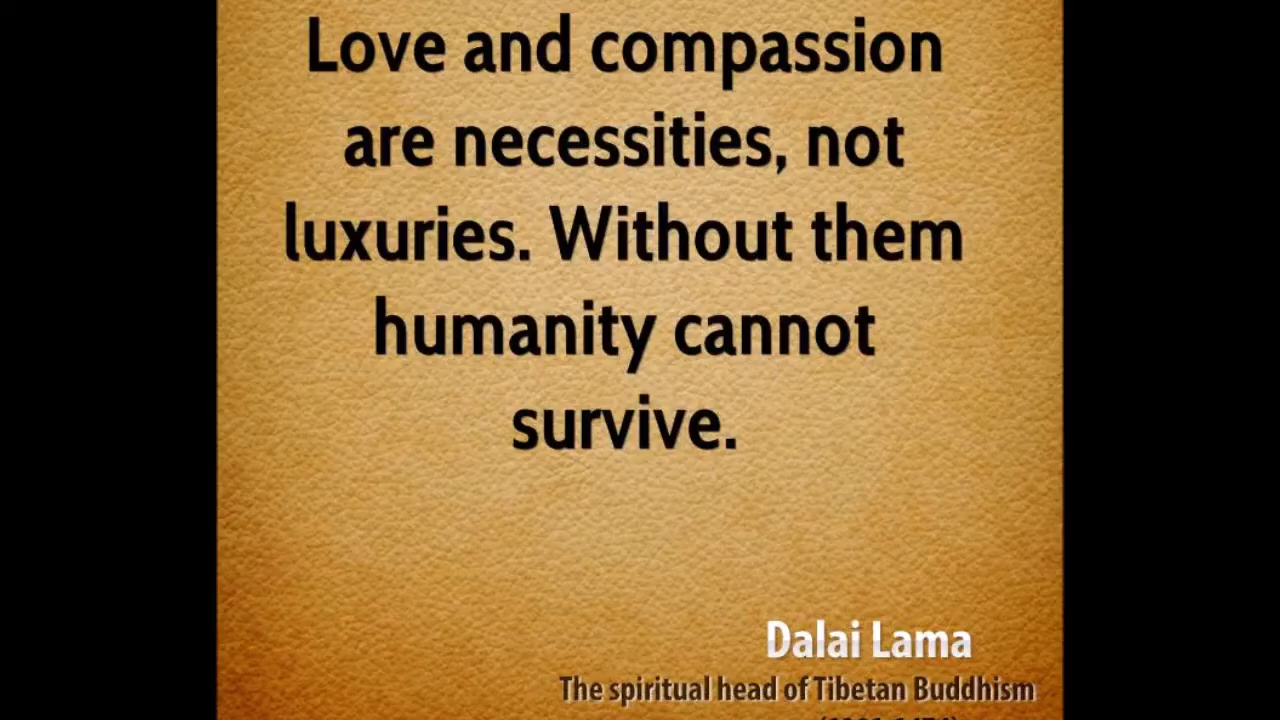 Love and compassion
are necessities, not
luxuries. Without them
humanity cannot
survive.
Dalai Lama
The spiritual head of Tibetan Buddhism